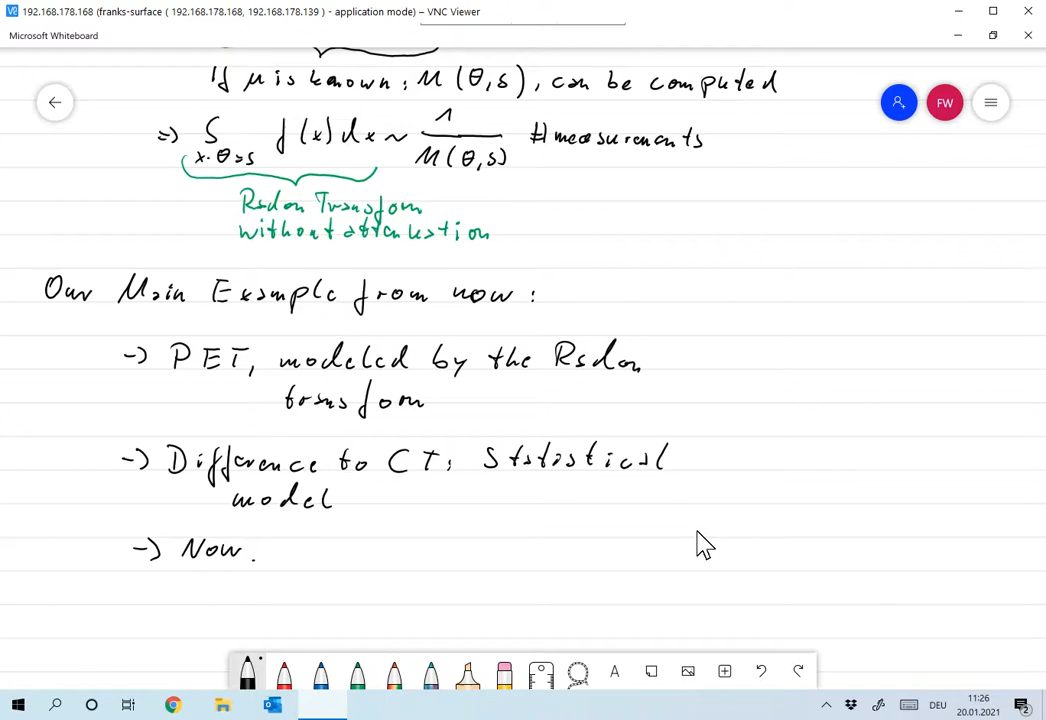 192.168.178.168 (franks-surface ( 192.168.178.168, 192.168.178.139 ) - application mode) – VNC Viewer
Microsoft Whiteboard
If μ is known: M(θ,s), can be computed
=> ∫ f(x)dx ~ 1 / M(θ,s) #measurements
x·θ=s
Radon Transform
without attenuation
FW
Our Main Example from now:
-> PET, modeled by the Radon
transform
-> Difference to CT: Statistical
model
-> Now.
A
DEU
11:26
20.01.2021
2